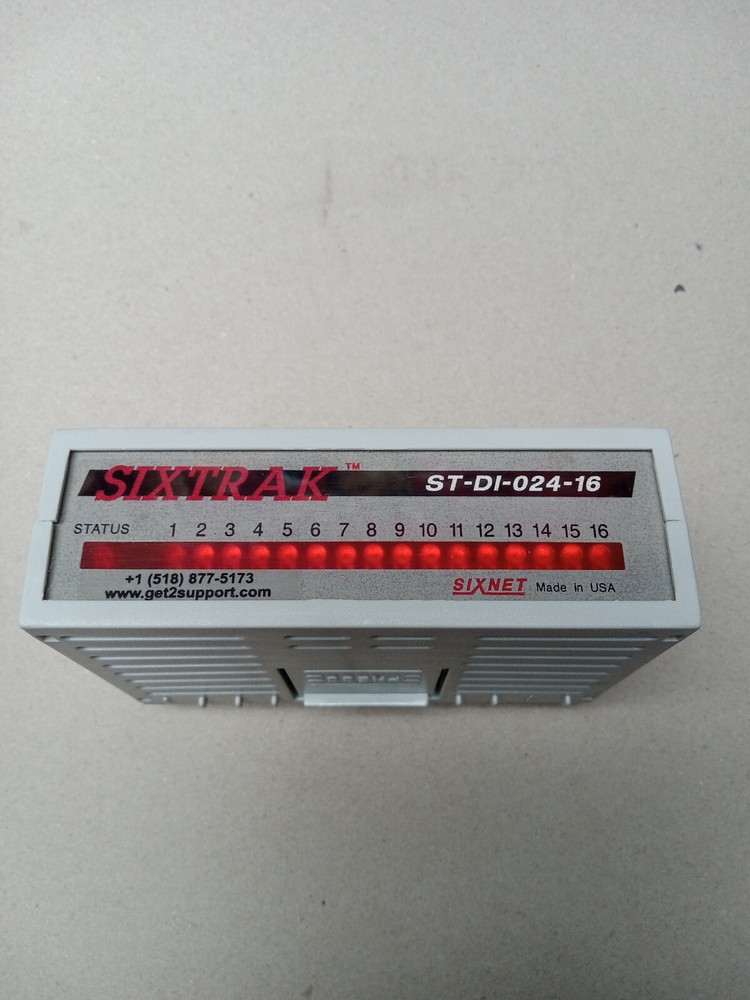 SIXTRAK™ ST-DI-024-16
STATUS 1 2 3 4 5 6 7 8 9 10 11 12 13 14 15 16
+1 (518) 877-5173
www.get2support.com
SIXNET Made in USA